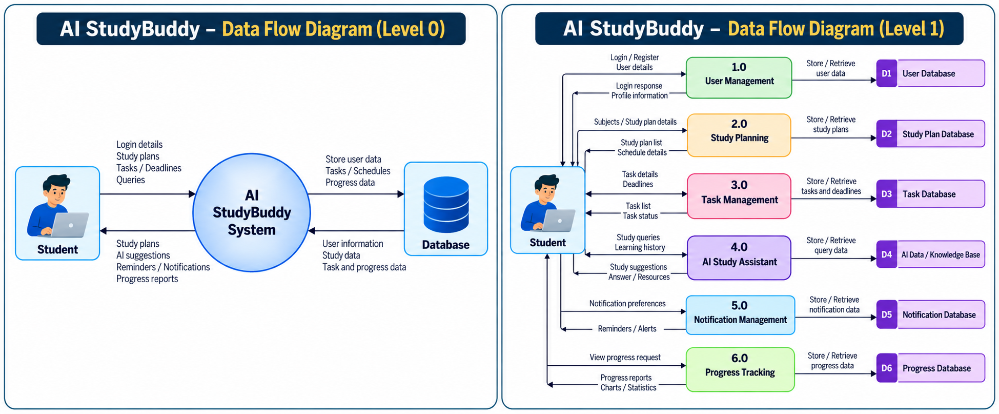 AI StudyBuddy – Data Flow Diagram (Level 0)
Login details
Study plans
Tasks / Deadlines
Queries
Store user data
Tasks / Schedules
Progress data
Student
AI
StudyBuddy
System
Database
Study plans
AI suggestions
Reminders / Notifications
Progress reports
User information
Study data
Task and progress data
AI StudyBuddy – Data Flow Diagram (Level 1)
Login / Register
User details
Login response
Profile information
1.0
User Management
Store / Retrieve
user data
D1 User Database
Subjects / Study plan details
Study plan list
Schedule details
2.0
Study Planning
Store / Retrieve
study plans
D2 Study Plan Database
Student
Task details
Deadlines
Task list
Task status
3.0
Task Management
Store / Retrieve
tasks and deadlines
D3 Task Database
Study queries
Learning history
Study suggestions
Answer / Resources
4.0
AI Study Assistant
Store / Retrieve
query data
D4 AI Data / Knowledge Base
Notification preferences
Reminders / Alerts
5.0
Notification Management
Store / Retrieve
notification data
D5 Notification Database
View progress request
Progress reports
Charts / Statistics
6.0
Progress Tracking
Store / Retrieve
progress data
D6 Progress Database